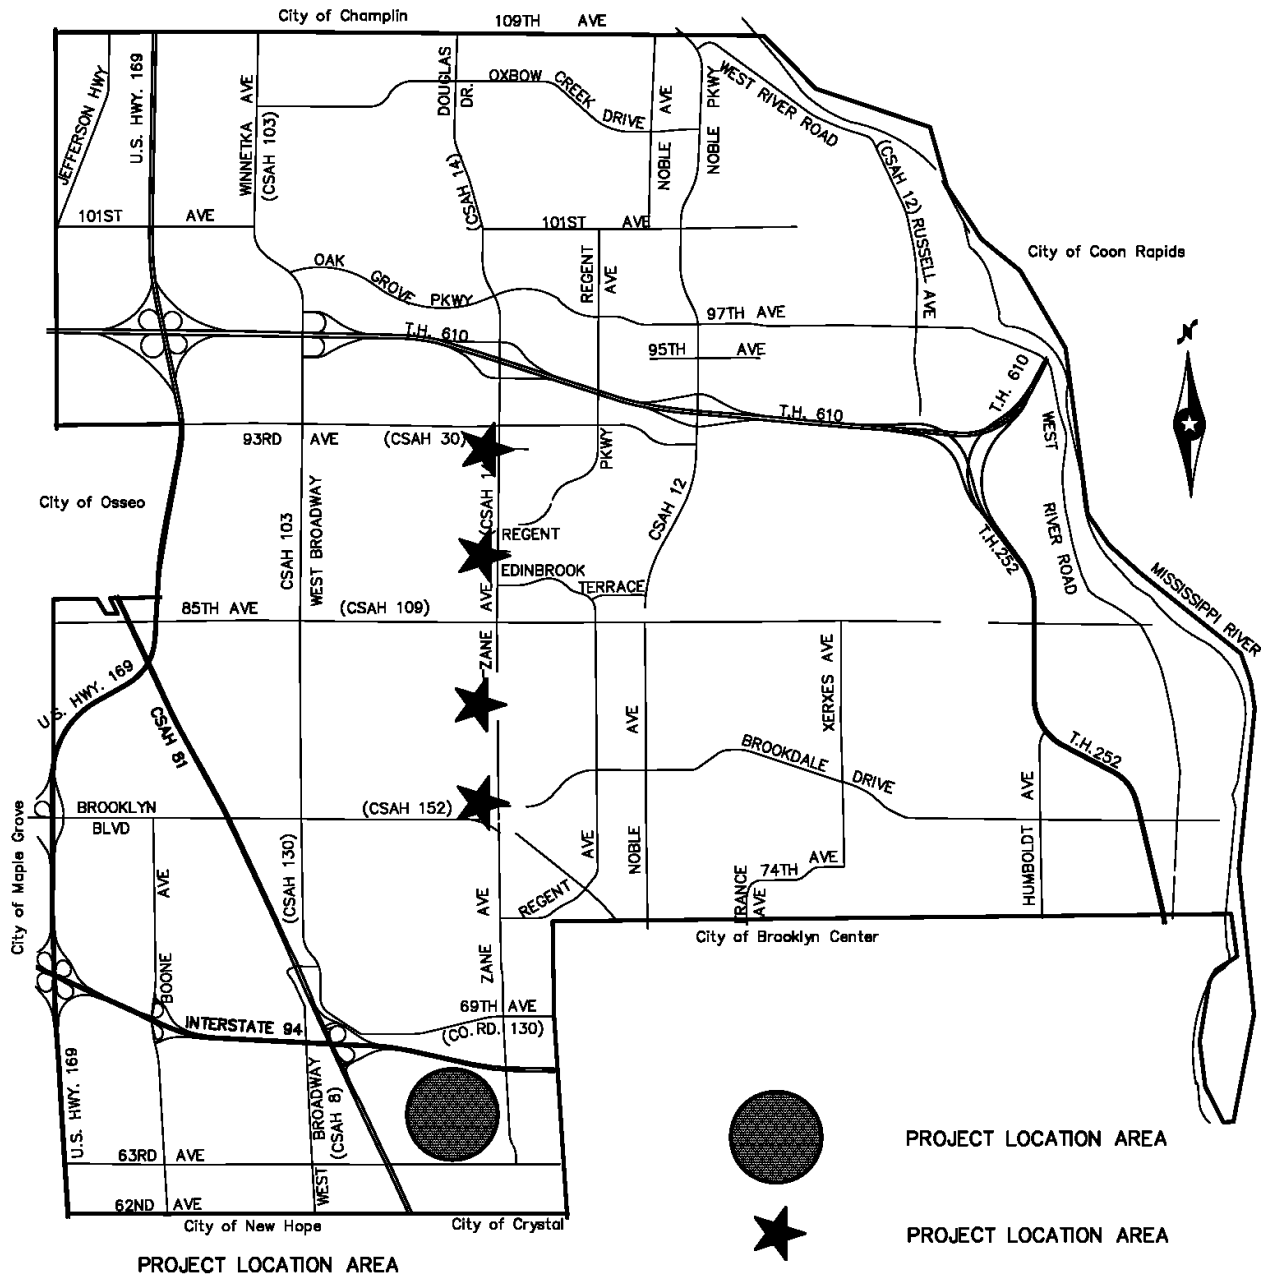 City of Champlin
109TH AVE
JEFFERSON HWY
U.S. HWY. 169
WINNETKA AVE
(CSAH 103)
DOUGLAS DR.
(CSAH 14)
OXBOW CREEK DRIVE
NOBLE AVE
NOBLE PKWY
WEST RIVER ROAD
(CSAH 12)
RUSSELL AVE
101ST AVE
101ST AVE
City of Coon Rapids
OAK GROVE PKWY
REGENT AVE
97TH AVE
T.H. 610
95TH AVE
T.H. 610
T.H. 610
N
93RD AVE (CSAH 30)
PKWY
WEST RIVER ROAD
City of Osseo
CSAH 103
WEST BROADWAY
(CSAH 1
CSAH 12
REGENT
T.H.252
EDINBROOK TERRACE
MISSISSIPPI RIVER
85TH AVE (CSAH 109)
ZANE AVE
U.S. HWY. 169
CSAH 81
XERXES AVE
NOBLE AVE
BROOKDALE DRIVE
T.H.252
HUMBOLDT AVE
City of Maple Grove
BROOKLYN BLVD
(CSAH 152)
(CSAH 130)
REGENT AVE
74TH AVE
FRANCE AVE
BOONE AVE
ZANE AVE
City of Brooklyn Center
69TH AVE
(CO.RD. 130)
INTERSTATE 94
U.S. HWY. 169
WEST BROADWAY
(CSAH 8)
63RD AVE
62ND AVE
City of New Hope
City of Crystal
PROJECT LOCATION AREA
PROJECT LOCATION AREA
PROJECT LOCATION AREA